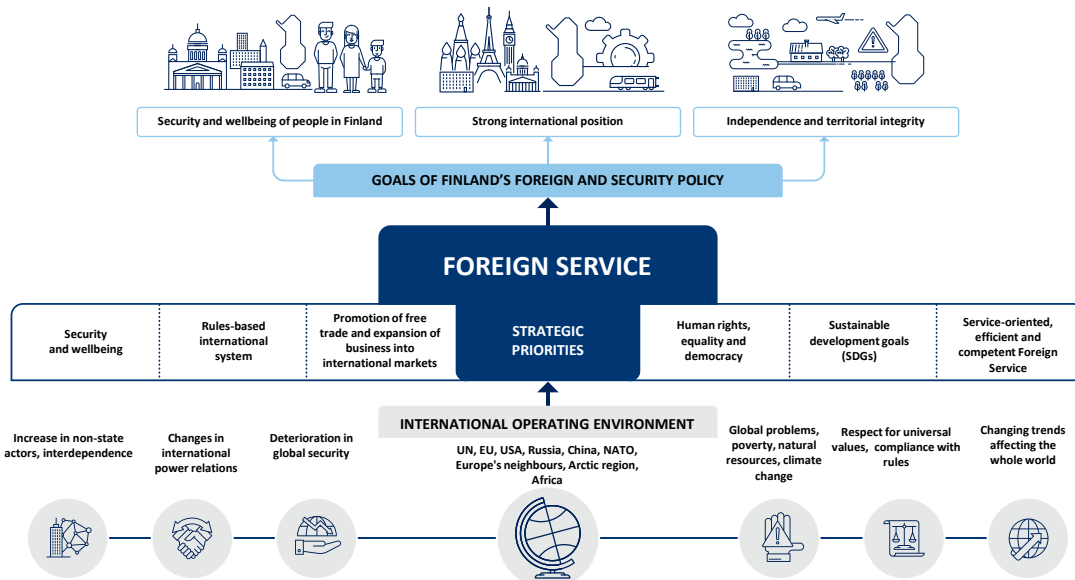 Security and wellbeing of people in Finland
Strong international position
Independence and territorial integrity
GOALS OF FINLAND'S FOREIGN AND SECURITY POLICY
FOREIGN SERVICE
Security
and wellbeing
Rules-based
international
system
Promotion of free
trade and expansion of
business into
international markets
STRATEGIC
PRIORITIES
Human rights,
equality and
democracy
Sustainable
development goals
(SDGs)
Service-oriented,
efficient and
competent Foreign
Service
INTERNATIONAL OPERATING ENVIRONMENT
Increase in non-state
actors, interdependence
Changes in
international
power relations
Deterioration in
global security
UN, EU, USA, Russia, China, NATO,
Europe's neighbours, Arctic region,
Africa
Global problems,
poverty, natural
resources, climate
change
Respect for universal
values, compliance with
rules
Changing trends
affecting the
whole world